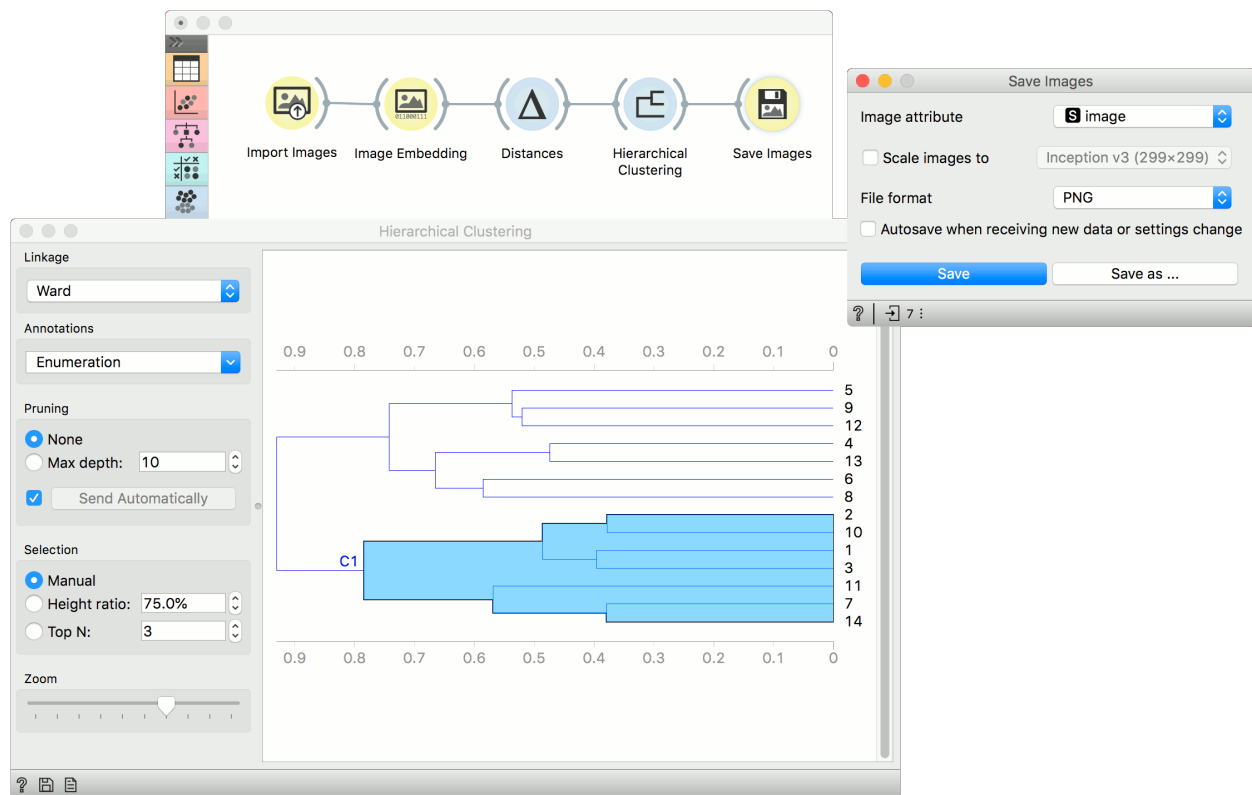 011000111
Import Images
Image Embedding
Distances
Hierarchical
Clustering
Save Images
Save Images
Image attribute
S image
Scale images to
Inception v3 (299×299)
File format
PNG
Autosave when receiving new data or settings change
Save
Save as ...
? 7
Hierarchical Clustering
Linkage
Ward
Annotations
Enumeration
Pruning
None
Max depth: 10
Send Automatically
Selection
Manual
Height ratio: 75.0%
Top N: 3
Zoom
?
0.9 0.8 0.7 0.6 0.5 0.4 0.3 0.2 0.1 0
5
9
12
4
13
6
8
2
10
C1
1
3
11
7
14
0.9 0.8 0.7 0.6 0.5 0.4 0.3 0.2 0.1 0